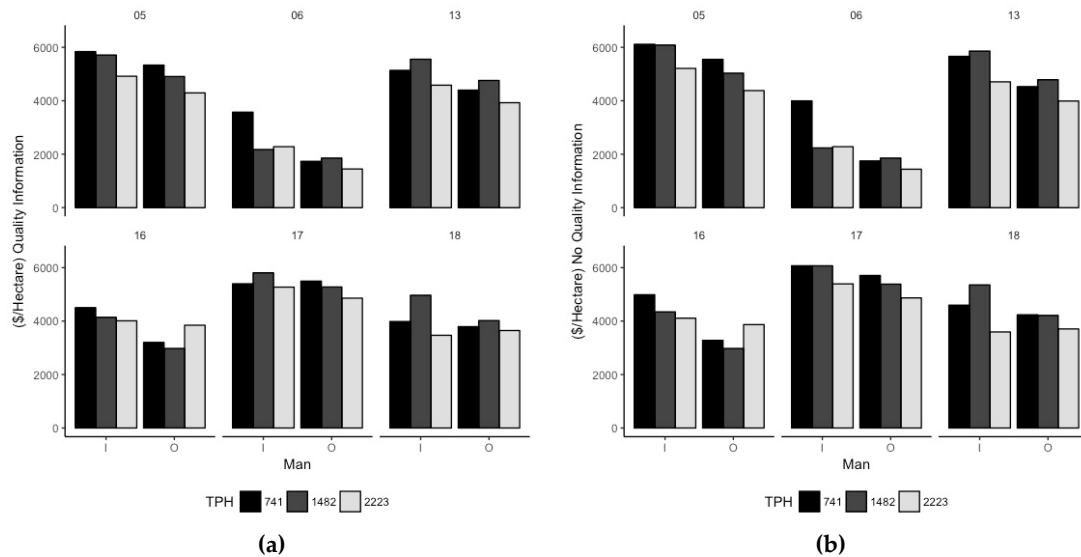 05 06 13
6000
4000
2000
0
16 17 18
6000
4000
2000
0
($/Hectare) Quality Information
I O I O I O
Man
TPH 741 1482 2223
(a)
05 06 13
6000
4000
2000
0
16 17 18
6000
4000
2000
0
($/Hectare) No Quality Information
I O I O I O
Man
TPH 741 1482 2223
(b)